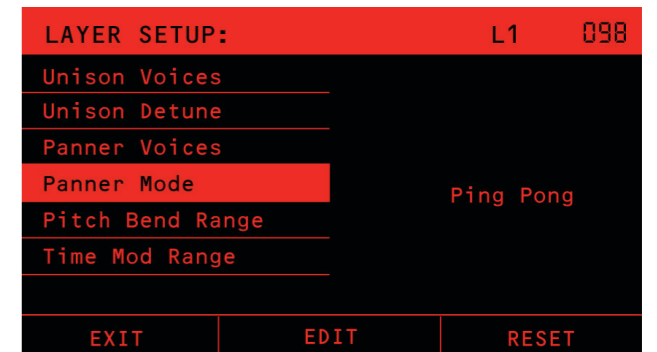 LAYER SETUP: L1 098
Unison Voices
Unison Detune
Panner Voices
Panner Mode
Ping Pong
Pitch Bend Range
Time Mod Range
EXIT EDIT RESET